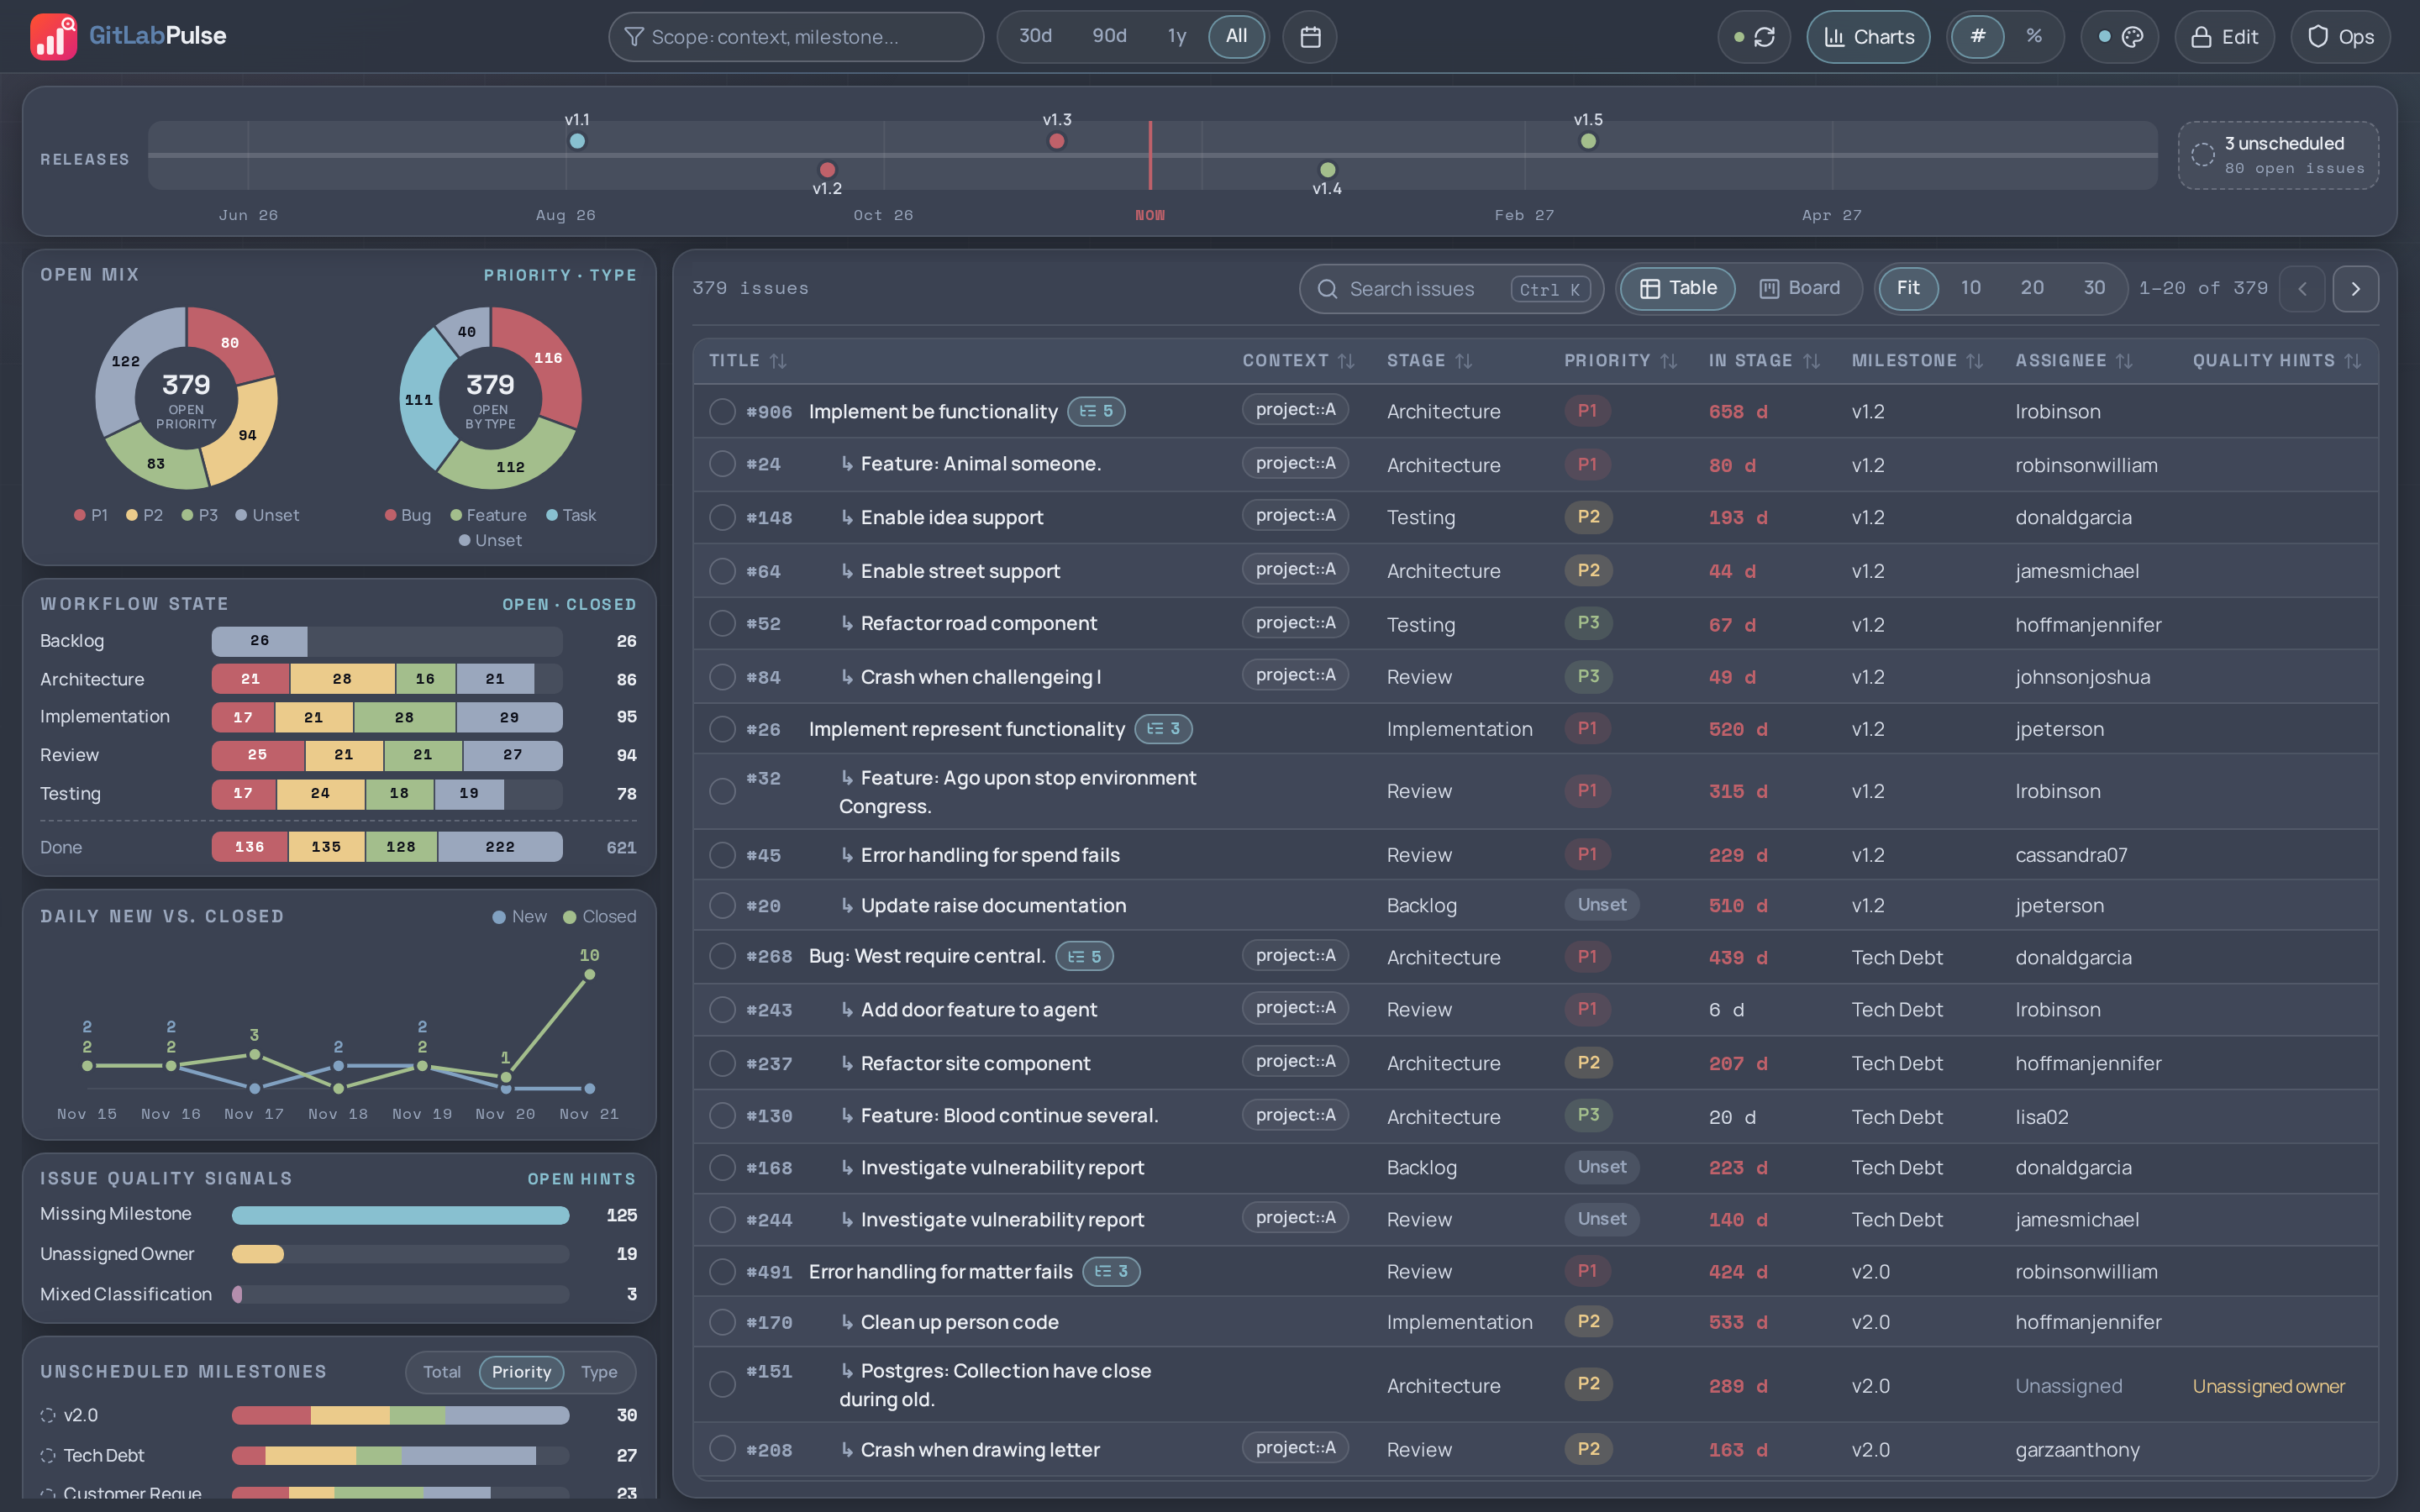 GitLabPulse
Scope: context, milestone...
30d 90d 1y All
Charts # % Edit Ops
RELEASES
v1.1 v1.3 v1.5
v1.2 v1.4
Jun 26 Aug 26 Oct 26 NOW Feb 27 Apr 27
3 unscheduled
80 open issues
OPEN MIX PRIORITY · TYPE
80 94 83 122
379
OPEN
PRIORITY
116 112 111 40
379
OPEN
BY TYPE
P1 P2 P3 Unset
Bug Feature Task
Unset
WORKFLOW STATE OPEN · CLOSED
Backlog 26 26
Architecture 21 28 16 21 86
Implementation 17 21 28 29 95
Review 25 21 21 27 94
Testing 17 24 18 19 78
Done 136 135 128 222 621
DAILY NEW VS. CLOSED New Closed
10
2 2 2
2 2 3 2 2 1
Nov 15 Nov 16 Nov 17 Nov 18 Nov 19 Nov 20 Nov 21
ISSUE QUALITY SIGNALS OPEN HINTS
Missing Milestone 125
Unassigned Owner 19
Mixed Classification 3
UNSCHEDULED MILESTONES Total Priority Type
v2.0 30
Tech Debt 27
Customer Reque 23
379 issues Search issues Ctrl K Table Board Fit 10 20 30 1–20 of 379
TITLE CONTEXT STAGE PRIORITY IN STAGE MILESTONE ASSIGNEE QUALITY HINTS
#906 Implement be functionality 5 project::A Architecture P1 658 d v1.2 lrobinson
#24 ↳ Feature: Animal someone. project::A Architecture P1 80 d v1.2 robinsonwilliam
#148 ↳ Enable idea support project::A Testing P2 193 d v1.2 donaldgarcia
#64 ↳ Enable street support project::A Architecture P2 44 d v1.2 jamesmichael
#52 ↳ Refactor road component project::A Testing P3 67 d v1.2 hoffmanjennifer
#84 ↳ Crash when challengeing l project::A Review P3 49 d v1.2 johnsonjoshua
#26 Implement represent functionality 3 Implementation P1 520 d v1.2 jpeterson
#32 ↳ Feature: Ago upon stop environment
Congress. Review P1 315 d v1.2 lrobinson
#45 ↳ Error handling for spend fails Review P1 229 d v1.2 cassandra07
#20 ↳ Update raise documentation Backlog Unset 510 d v1.2 jpeterson
#268 Bug: West require central. 5 project::A Architecture P1 439 d Tech Debt donaldgarcia
#243 ↳ Add door feature to agent project::A Review P1 6 d Tech Debt lrobinson
#237 ↳ Refactor site component project::A Architecture P2 207 d Tech Debt hoffmanjennifer
#130 ↳ Feature: Blood continue several. project::A Architecture P3 20 d Tech Debt lisa02
#168 ↳ Investigate vulnerability report Backlog Unset 223 d Tech Debt donaldgarcia
#244 ↳ Investigate vulnerability report project::A Review Unset 140 d Tech Debt jamesmichael
#491 Error handling for matter fails 3 Review P1 424 d v2.0 robinsonwilliam
#170 ↳ Clean up person code Implementation P2 533 d v2.0 hoffmanjennifer
#151 ↳ Postgres: Collection have close
during old. Architecture P2 289 d v2.0 Unassigned Unassigned owner
#208 ↳ Crash when drawing letter project::A Review P2 163 d v2.0 garzaanthony